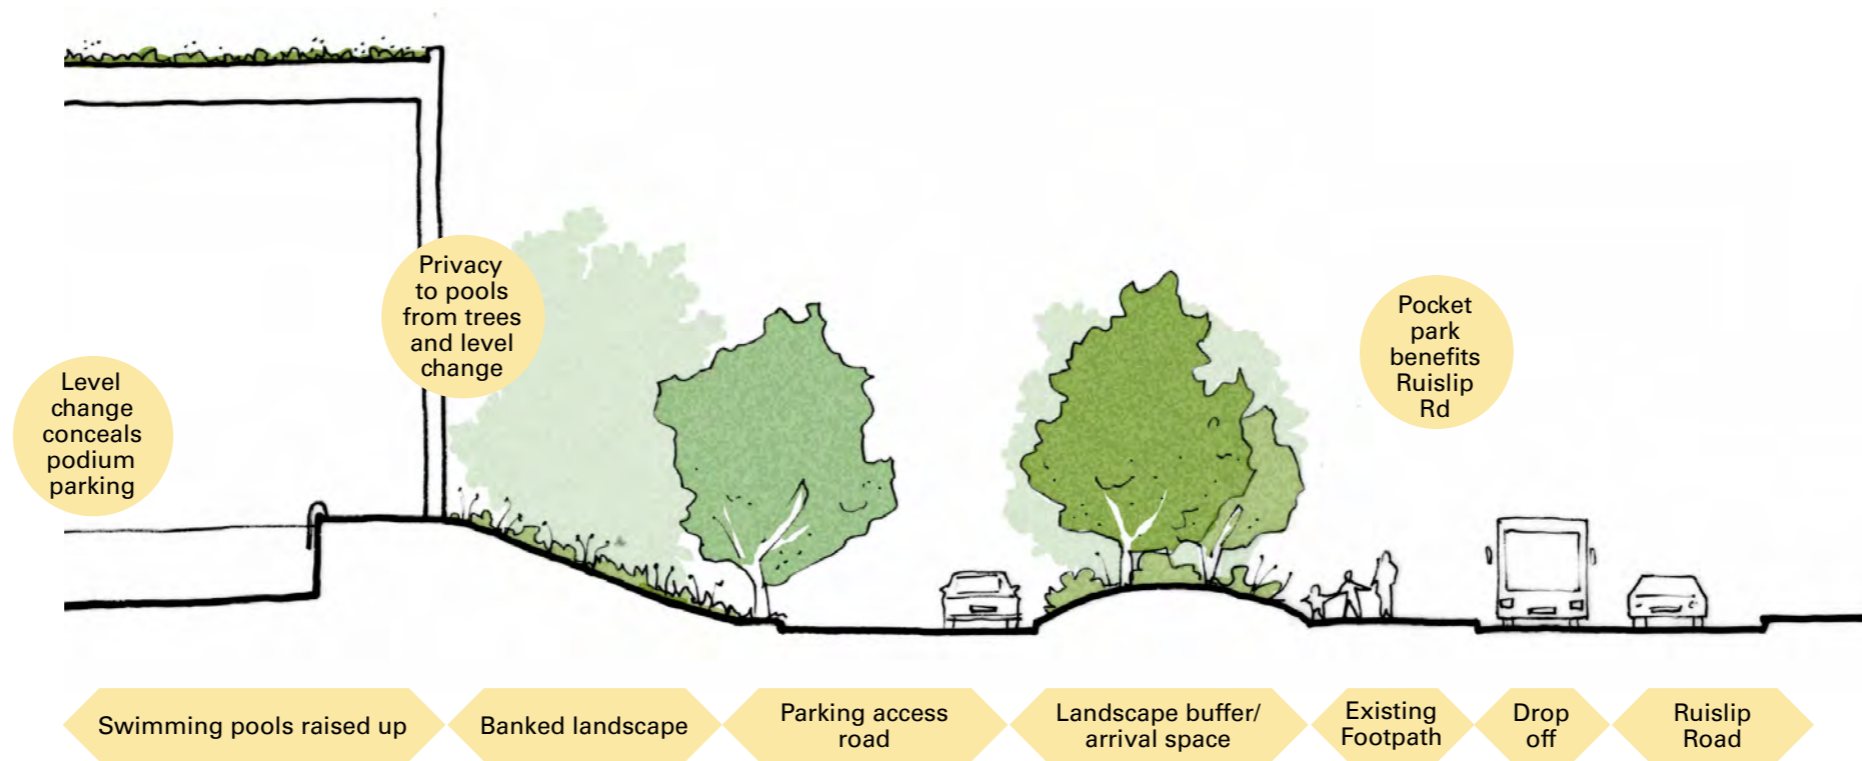 Privacy
to pools
from trees
and level
change
Pocket
park
benefits
Ruislip
Rd
Level
change
conceals
podium
parking
Swimming pools raised up
Banked landscape
Parking access
road
Landscape buffer/
arrival space
Existing
Footpath
Drop
off
Ruislip
Road